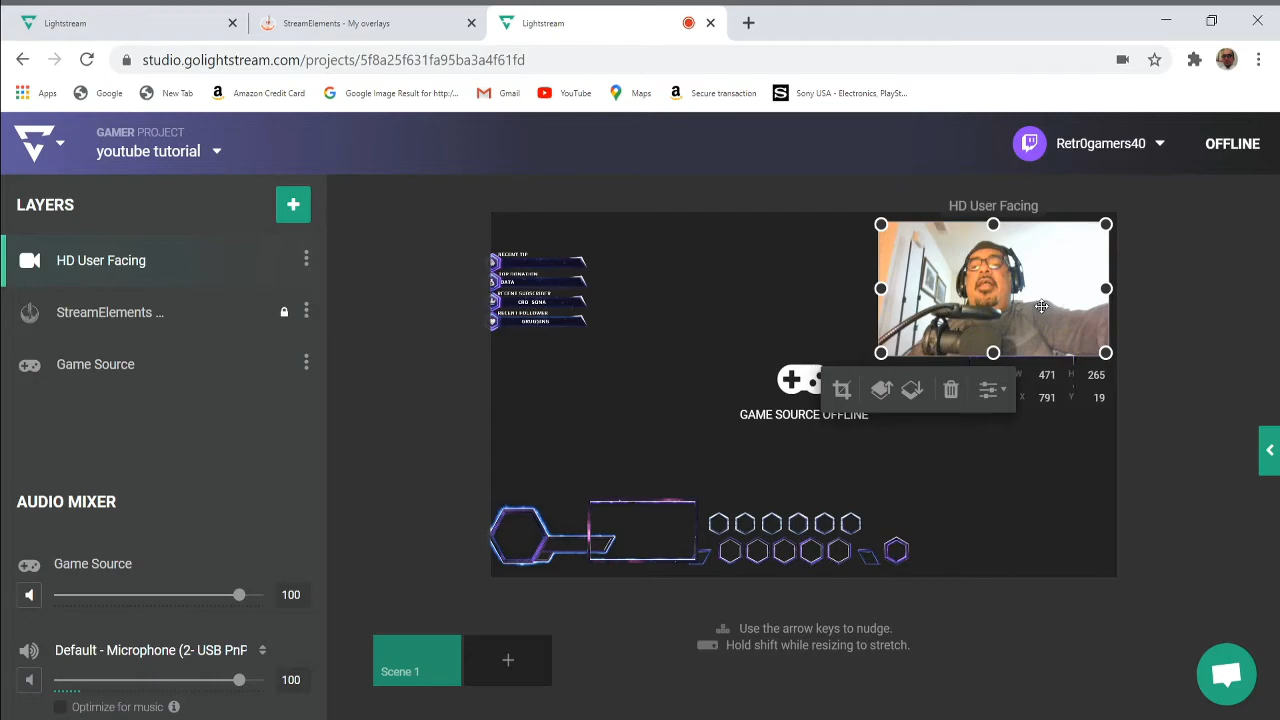 Lightstream
StreamElements - My overlays
Lightstream
studio.golightstream.com/projects/5f8a25f631fa95ba3a4f61fd
Apps
Google
New Tab
Amazon Credit Card
Google Image Result for http:/...
Gmail
YouTube
Maps
Secure transaction
Sony USA - Electronics, PlaySt...
GAMER PROJECT
youtube tutorial
Retr0gamers40
OFFLINE
LAYERS
HD User Facing
StreamElements ...
Game Source
HD User Facing
RECENT TIP
TOP DONATION
DATA
RECENT SUBSCRIBER
RECENT FOLLOWER
W 471 H 265
X 791 Y 19
GAME SOURCE OFFLINE
AUDIO MIXER
Game Source
100
Default - Microphone (2- USB PnP
100
Optimize for music
Scene 1
Use the arrow keys to nudge.
Hold shift while resizing to stretch.